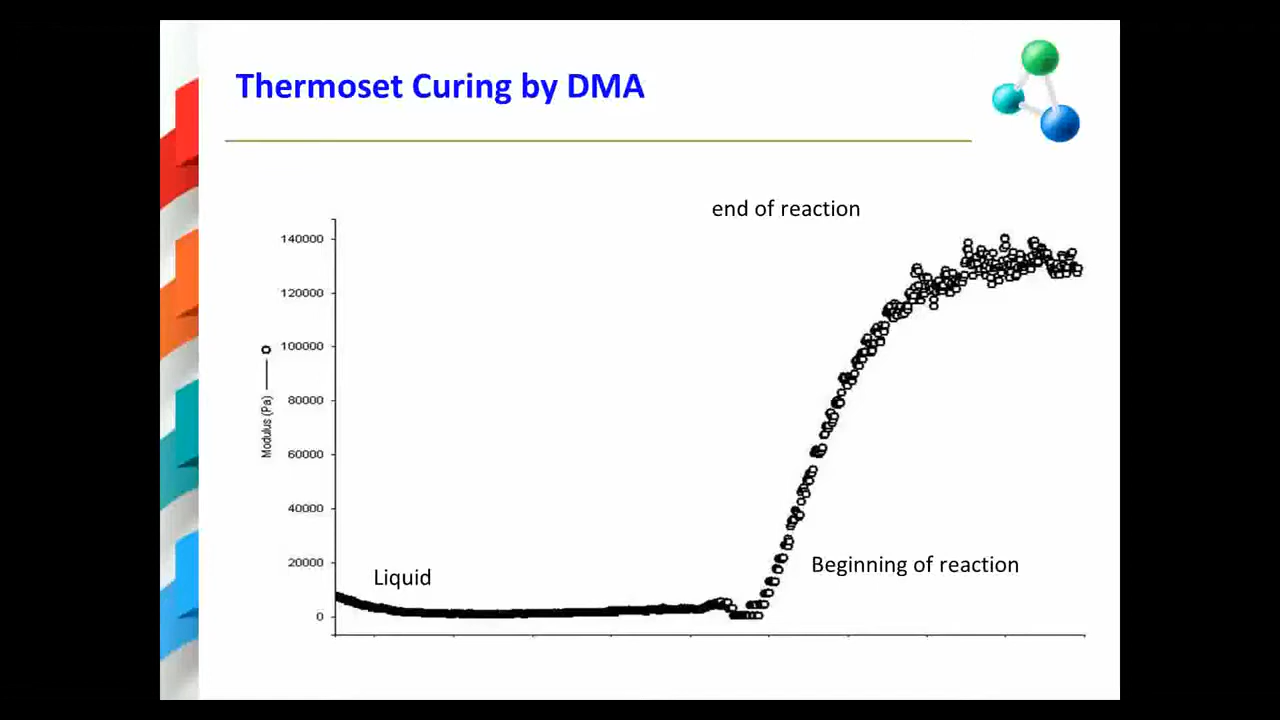 Thermoset Curing by DMA
end of reaction
140000
120000
100000
80000
60000
40000
20000
0
Modulus (Pa)
Liquid
Beginning of reaction